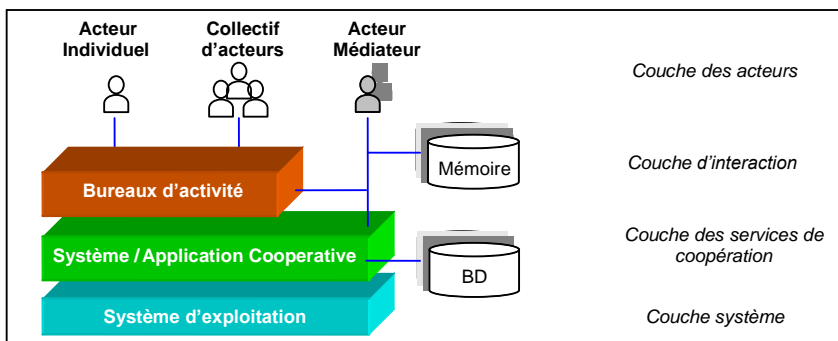 Acteur
Individuel
Collectif
d'acteurs
Acteur
Médiateur
Couche des acteurs
Mémoire
Couche d'interaction
Bureaux d'activité
Système / Application Cooperative
BD
Couche des services de
coopération
Système d'exploitation
Couche système